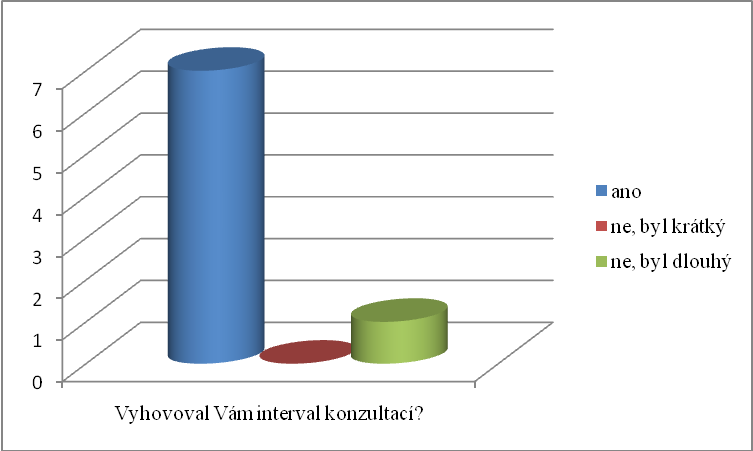 7
6
5
4
3
2
1
0
Vyhovoval Vám interval konzultací?
ano
ne, byl krátký
ne, byl dlouhý